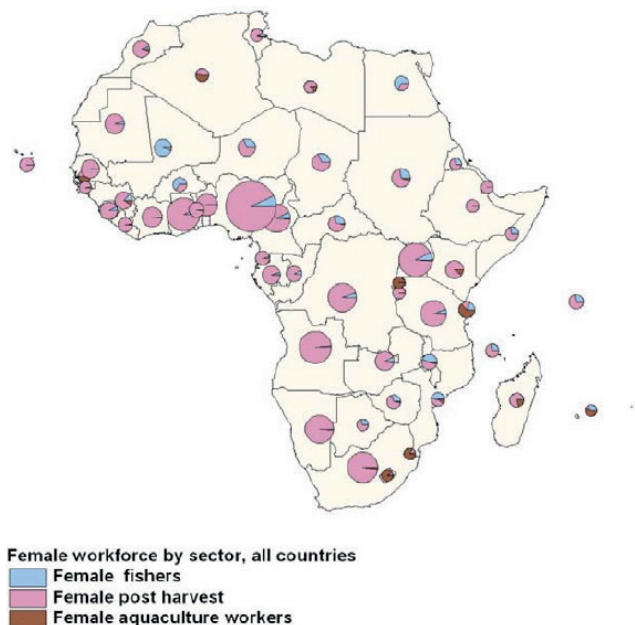 Female workforce by sector, all countries
Female fishers
Female post harvest
Female aquaculture workers